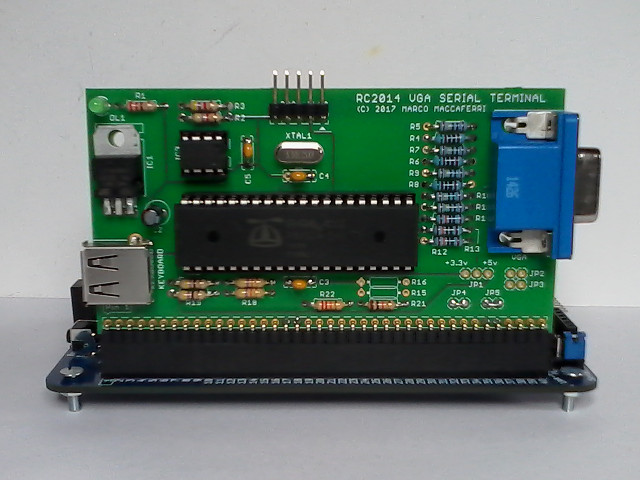 RC2014 VGA SERIAL TERMINAL
(C) 2017 MARCO MACCAFERRI
R1
R3
R2
DL1
XTAL1
IC1
C5
C4
R5
R4
R7
R6
R9
R8
R12
R13
VGA
KEYBOARD
+3.3v
+5v
JP2
JP1
JP3
C3
R16
R15
R18
R22
R21
JP4
JP5